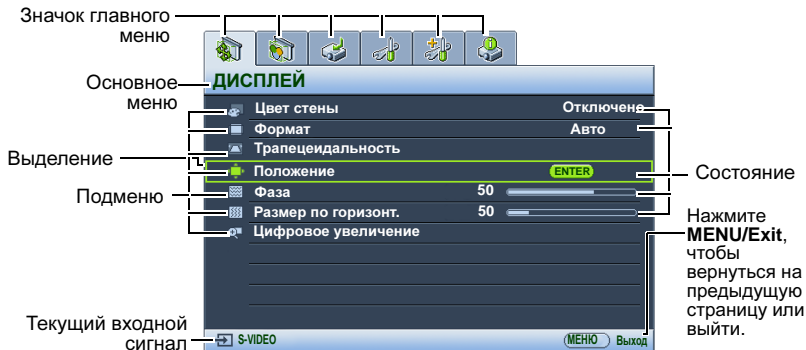 Значок главного
меню
Основное
меню
ДИСПЛЕЙ
Цвет стены Отключено
Формат Авто
Трапецеидальность
Выделение
Положение ENTER
Состояние
Подменю
Фаза 50
Размер по горизонт. 50
Цифровое увеличение
Нажмите
MENU/Exit,
чтобы
вернуться на
предыдущую
страницу или
выйти.
Текущий входной
сигнал
S-VIDEO
МЕНЮ Выход